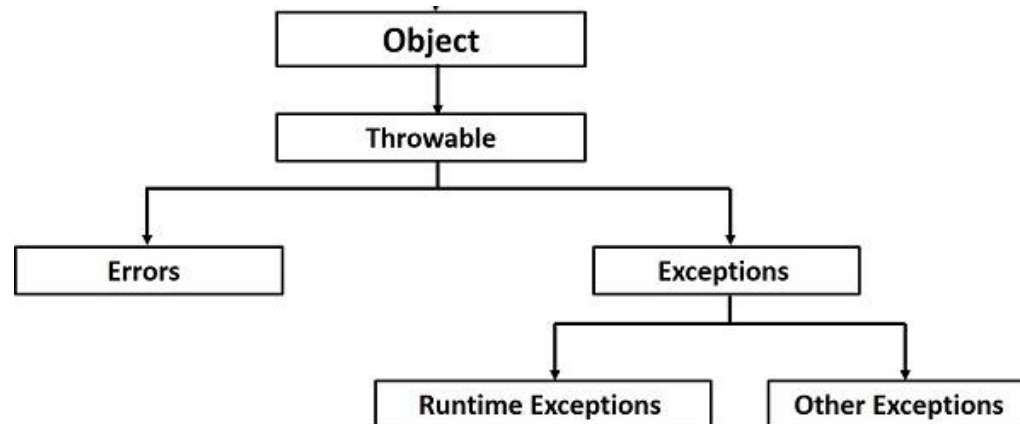 Object
Throwable
Errors
Exceptions
Runtime Exceptions
Other Exceptions